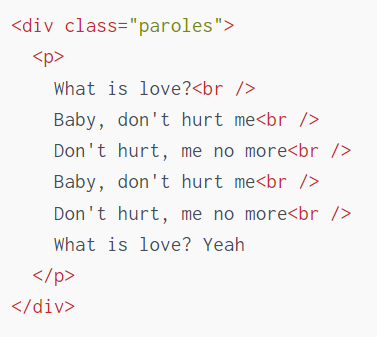 <div class="paroles">
<p>
What is love?<br />
Baby, don't hurt me<br />
Don't hurt, me no more<br />
Baby, don't hurt me<br />
Don't hurt, me no more<br />
What is love? Yeah
</p>
</div>